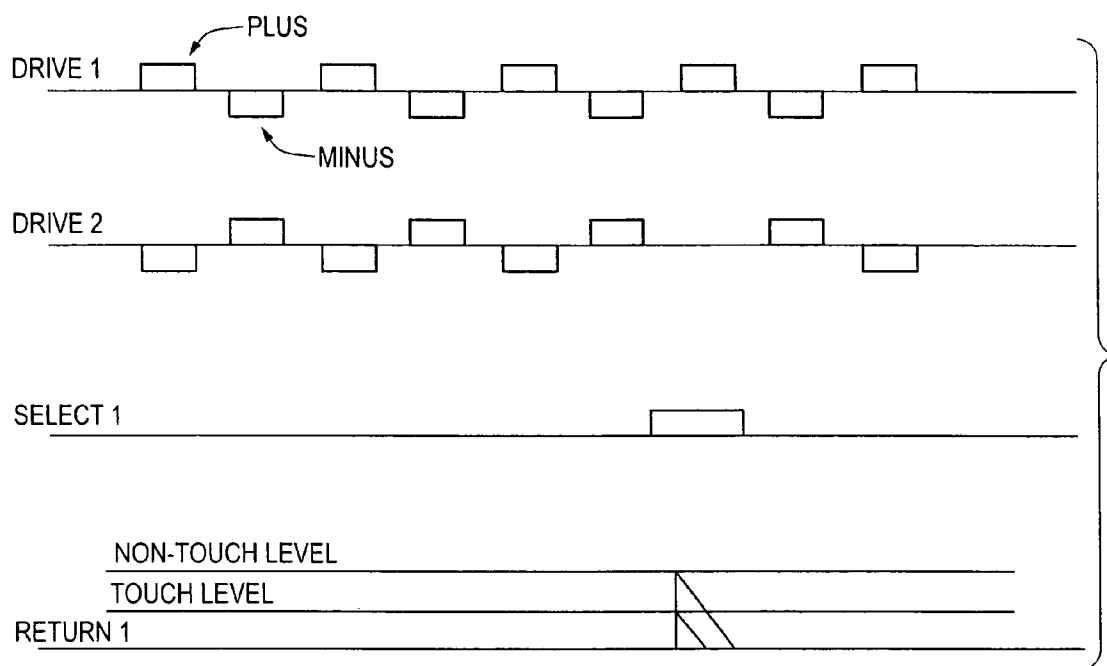 PLUS
DRIVE 1
MINUS
DRIVE 2
SELECT 1
NON-TOUCH LEVEL
TOUCH LEVEL
RETURN 1